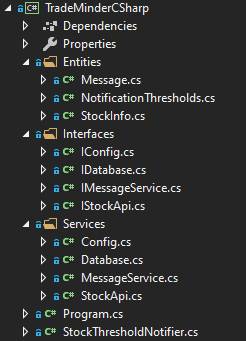 C# TradeMinderCSharp
Dependencies
Properties
Entities
C# Message.cs
C# NotificationThresholds.cs
C# StockInfo.cs
Interfaces
C# IConfig.cs
C# IDatabase.cs
C# IMessageService.cs
C# IStockApi.cs
Services
C# Config.cs
C# Database.cs
C# MessageService.cs
C# StockApi.cs
C# Program.cs
C# StockThresholdNotifier.cs